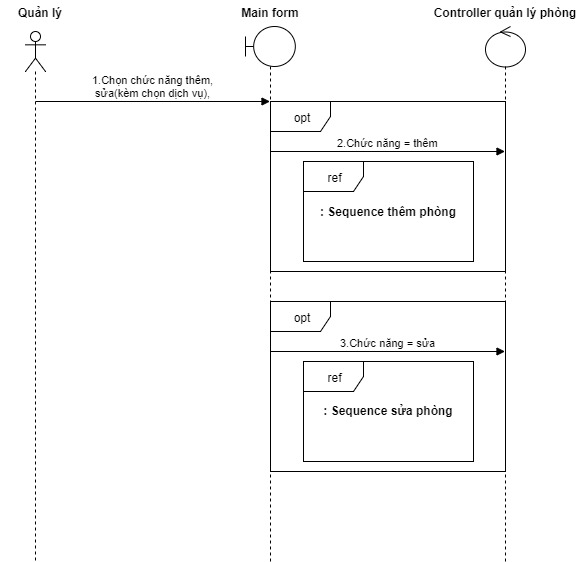 Quản lý
Main form
Controller quản lý phòng
1.Chọn chức năng thêm,
sửa(kèm chọn dịch vụ),
opt
2.Chức năng = thêm
ref
: Sequence thêm phòng
opt
3.Chức năng = sửa
ref
: Sequence sửa phòng